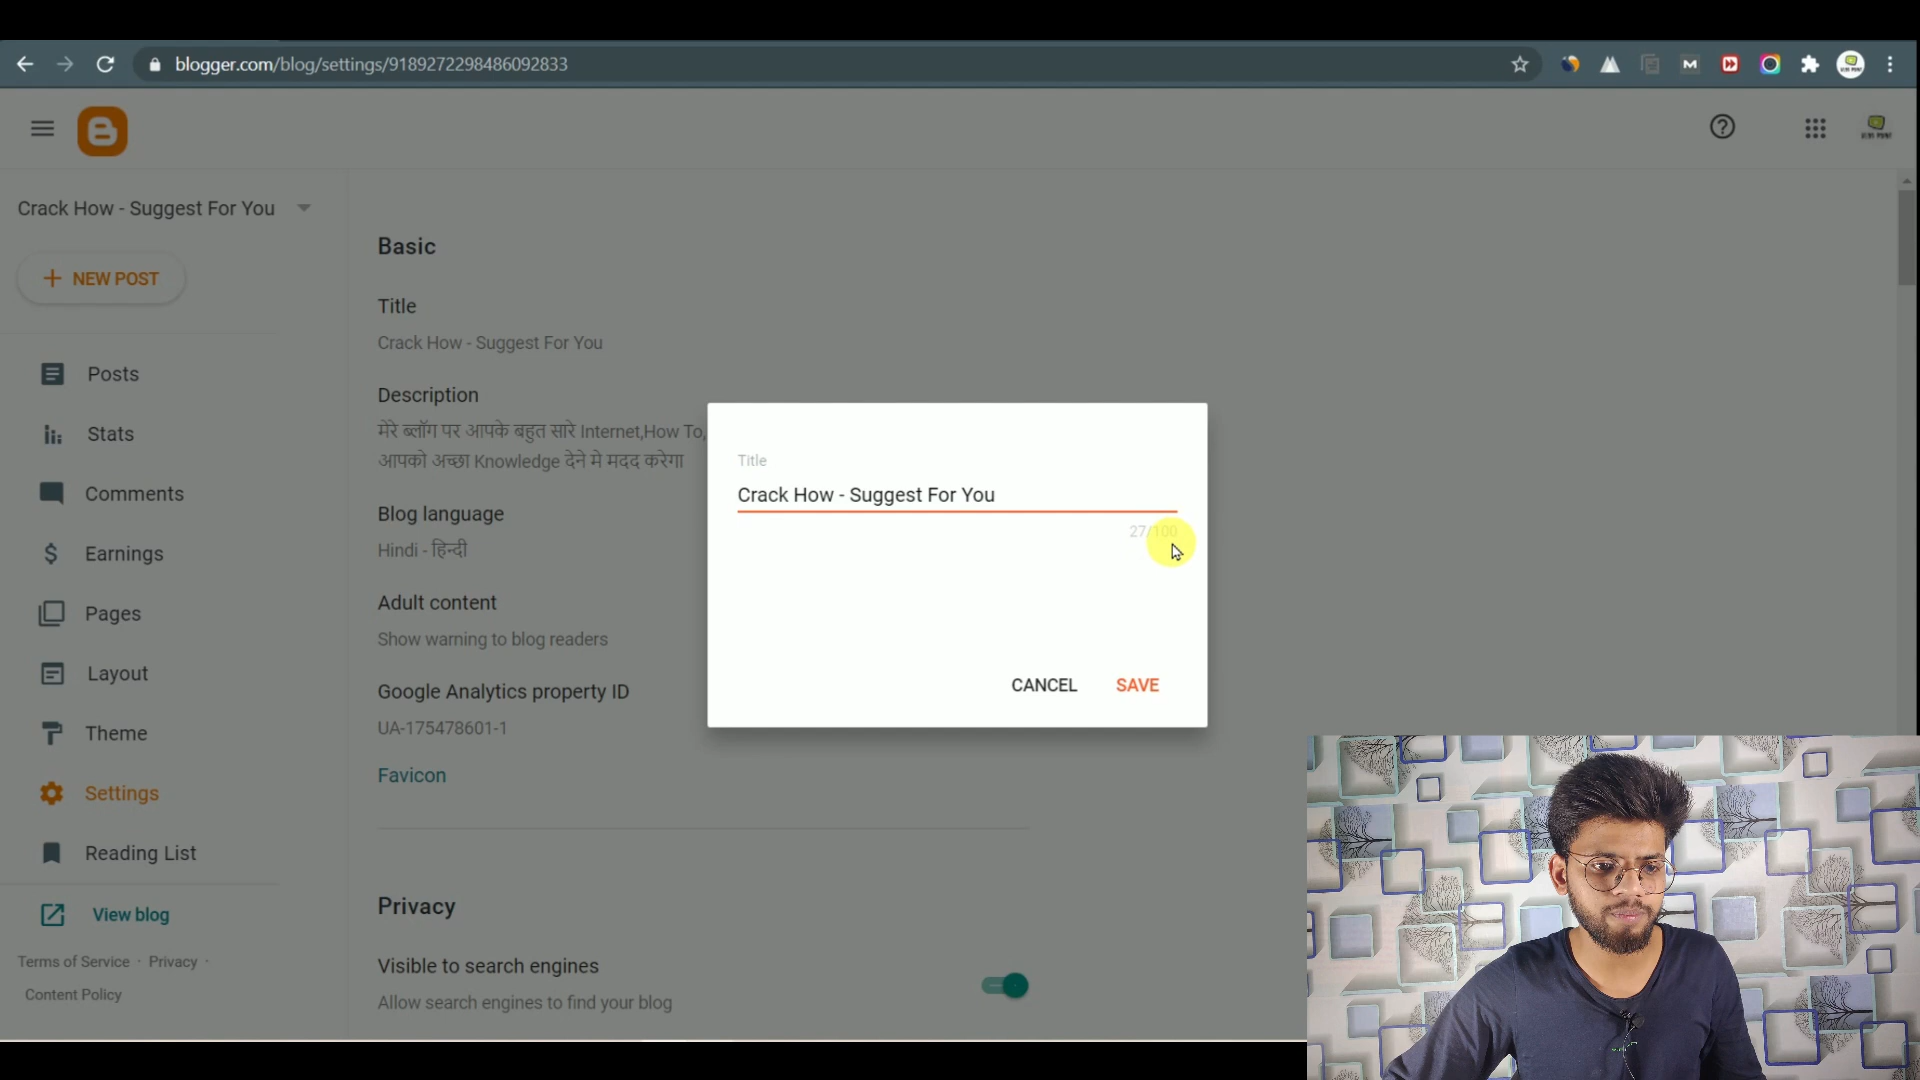 blogger.com/blog/settings/9189272298486092833
Crack How - Suggest For You
NEW POST
Posts
Stats
Comments
Earnings
Pages
Layout
Theme
Settings
Reading List
View blog
Terms of Service · Privacy ·
Content Policy
Basic
Title
Crack How - Suggest For You
Description
मेरे ब्लॉग पर आपके बहुत सारे Internet,How To,
आपको अच्छा Knowledge देने मे मदद करेगा
Blog language
Hindi - हिन्दी
Adult content
Show warning to blog readers
Google Analytics property ID
UA-175478601-1
Favicon
Privacy
Visible to search engines
Allow search engines to find your blog
Title
Crack How - Suggest For You
27/100
CANCEL SAVE